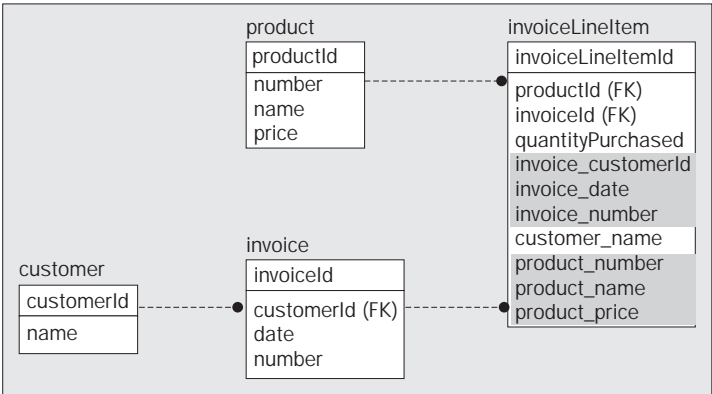 product
productId
number
name
price
invoiceLineItem
invoiceLineItemId
productId (FK)
invoiceId (FK)
quantityPurchased
invoice_customerId
invoice_date
invoice_number
customer_name
product_number
product_name
product_price
customer
customerId
name
invoice
invoiceId
customerId (FK)
date
number